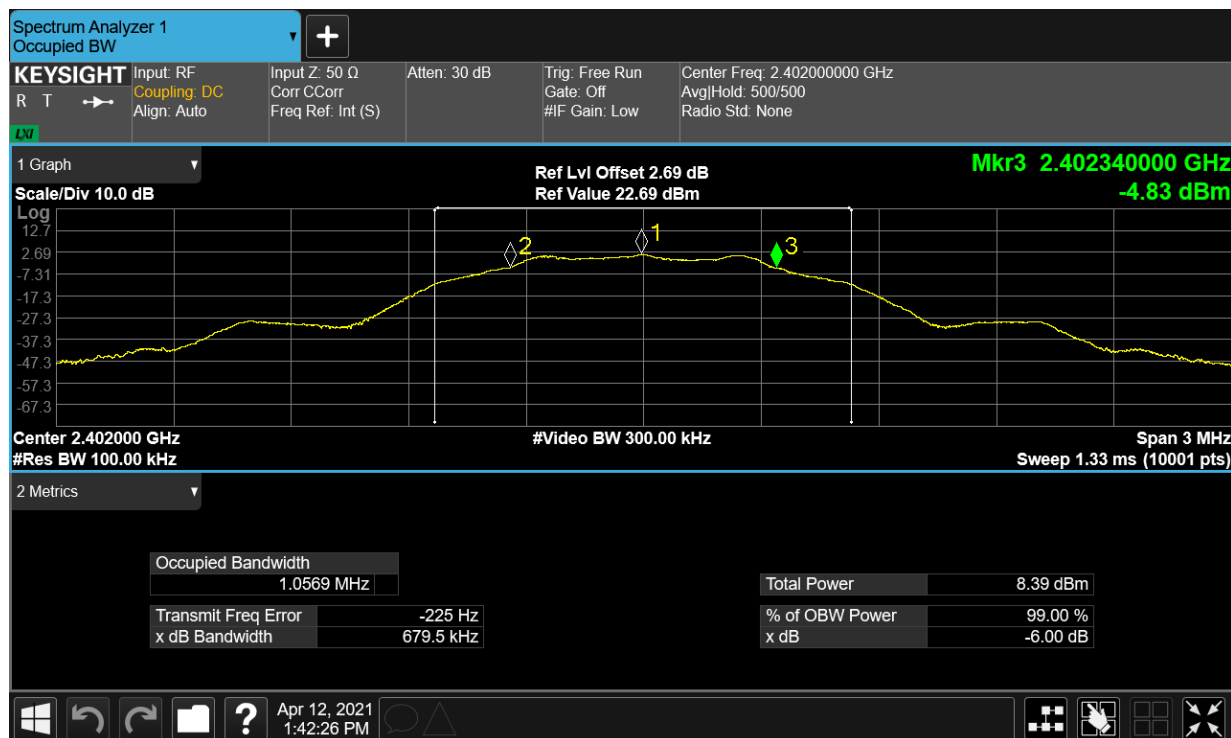 Spectrum Analyzer 1
Occupied BW
+
KEYSIGHT
R T
LXI
Input: RF
Coupling: DC
Align: Auto
Input Z: 50 Ω
Corr CCorr
Freq Ref: Int (S)
Atten: 30 dB
Trig: Free Run
Gate: Off
#IF Gain: Low
Center Freq: 2.402000000 GHz
Avg|Hold: 500/500
Radio Std: None
1 Graph
Scale/Div 10.0 dB
Ref Lvl Offset 2.69 dB
Ref Value 22.69 dBm
Mkr3 2.402340000 GHz
-4.83 dBm
Log
12.7
2.69
-7.31
-17.3
-27.3
-37.3
-47.3
-57.3
-67.3
2
1
3
Center 2.402000 GHz
#Video BW 300.00 kHz
Span 3 MHz
#Res BW 100.00 kHz
Sweep 1.33 ms (10001 pts)
2 Metrics
Occupied Bandwidth
1.0569 MHz
Total Power 8.39 dBm
Transmit Freq Error -225 Hz
% of OBW Power 99.00 %
x dB Bandwidth 679.5 kHz
x dB -6.00 dB
?
Apr 12, 2021
1:42:26 PM